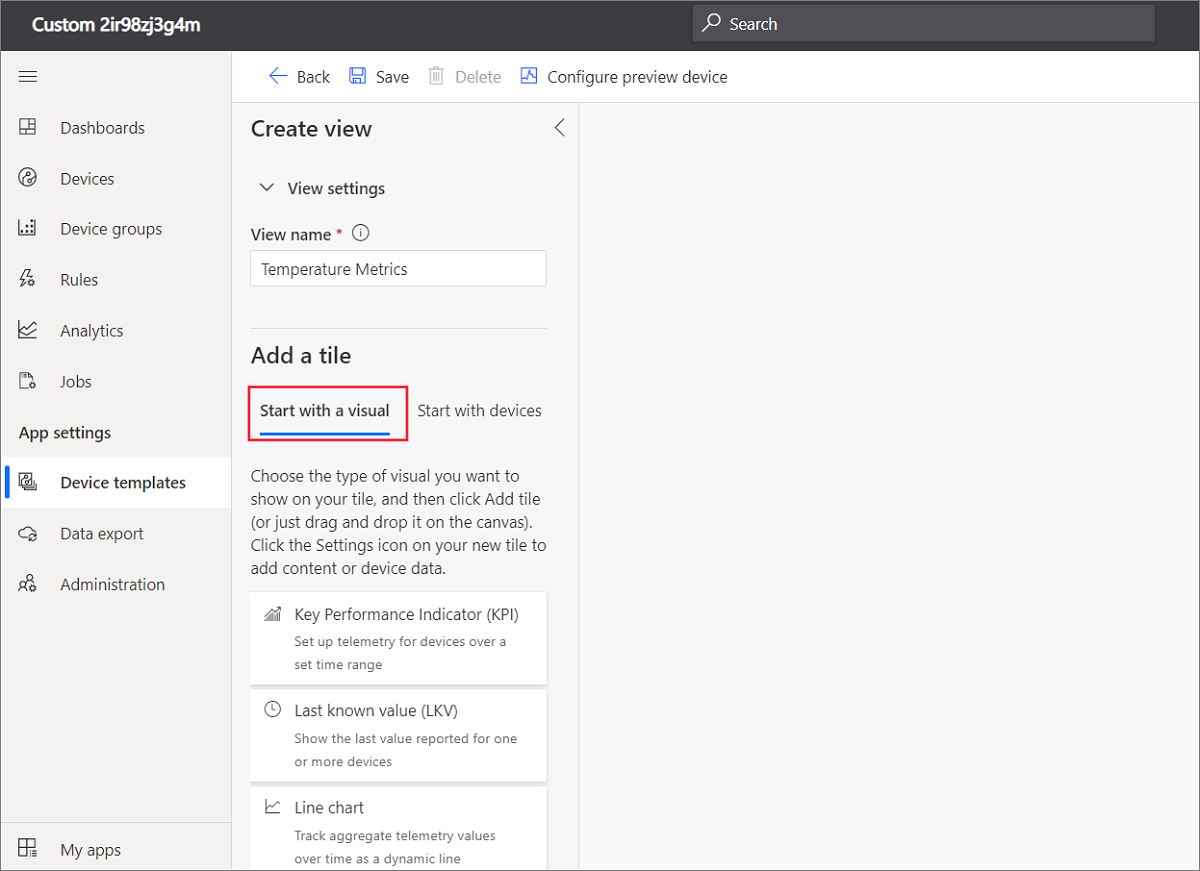 Custom 2ir98zj3g4m
Search
Back
Save
Delete
Configure preview device
Dashboards
Devices
Device groups
Rules
Analytics
Jobs
App settings
Device templates
Data export
Administration
My apps
Create view
View settings
View name *
Temperature Metrics
Add a tile
Start with a visual
Start with devices
Choose the type of visual you want to
show on your tile, and then click Add tile
(or just drag and drop it on the canvas).
Click the Settings icon on your new tile to
add content or device data.
Key Performance Indicator (KPI)
Set up telemetry for devices over a
set time range
Last known value (LKV)
Show the last value reported for one
or more devices
Line chart
Track aggregate telemetry values
over time as a dynamic line